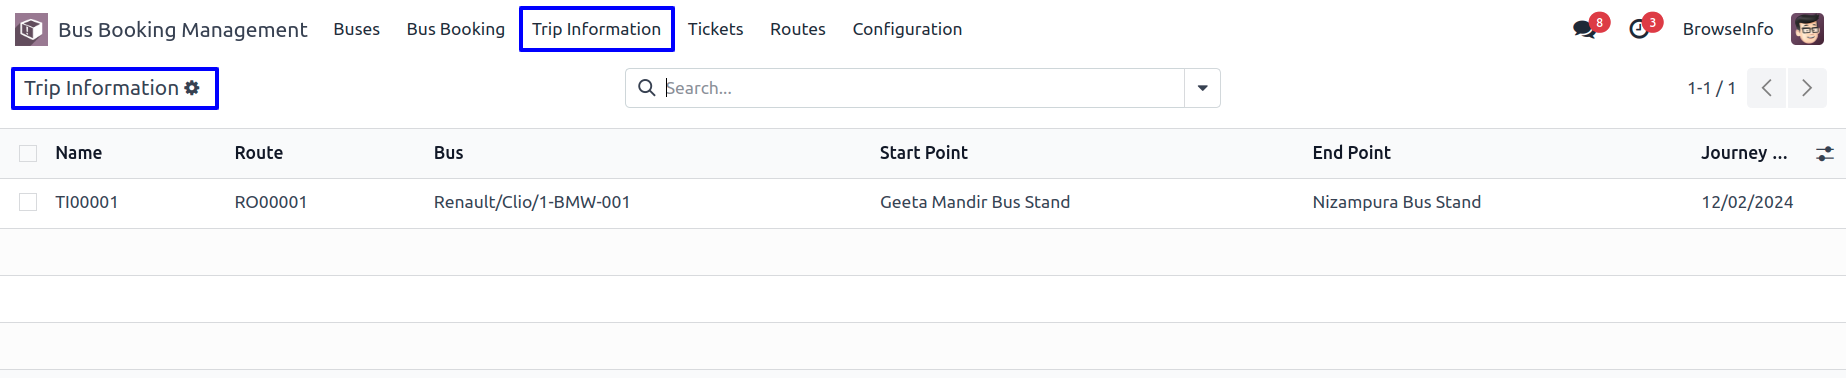 Bus Booking Management Buses Bus Booking Trip Information Tickets Routes Configuration 8 3 BrowseInfo
Trip Information Search... 1-1 / 1
Name Route Bus Start Point End Point Journey ...
TI00001 RO00001 Renault/Clio/1-BMW-001 Geeta Mandir Bus Stand Nizampura Bus Stand 12/02/2024